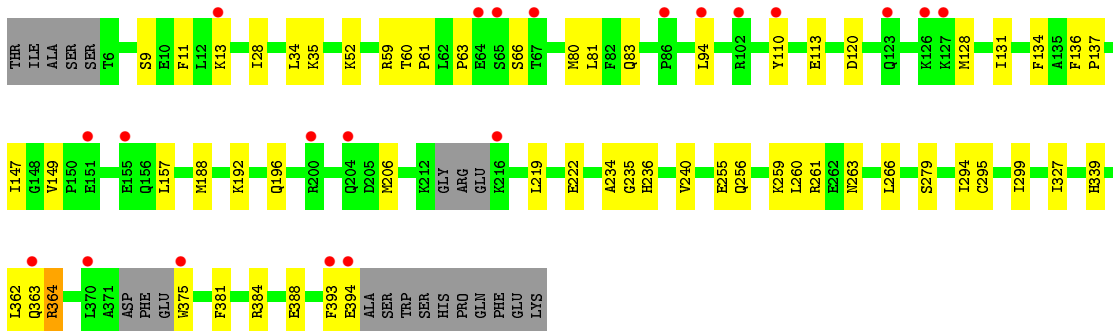 THR ILE ALA SER SER T6 S9 E10 F11 L12 K13 I28 L34 K35 K52 R59 T60 P61 L62 P63 E64 S65 S66 T67 M80 L81 F82 Q83 P86 L94 R102 Y110 E113 D120 Q123 K126 K127 M128 I131 F134 A135 F136 P137
I147 G148 V149 P150 E151 E155 Q156 L157 M188 K192 Q196 R200 Q204 D205 M206 K212 GLY ARG GLU K216 L219 E222 A234 G235 H236 V240 E255 Q256 K259 L260 R261 E262 N263 L266 S279 I294 C295 I299 I327 H339
L362 Q363 R364 L370 A371 ASP PHE GLU W375 F381 R384 E388 F393 E394 ALA SER TRP SER HIS PRO GLN PHE GLU LYS